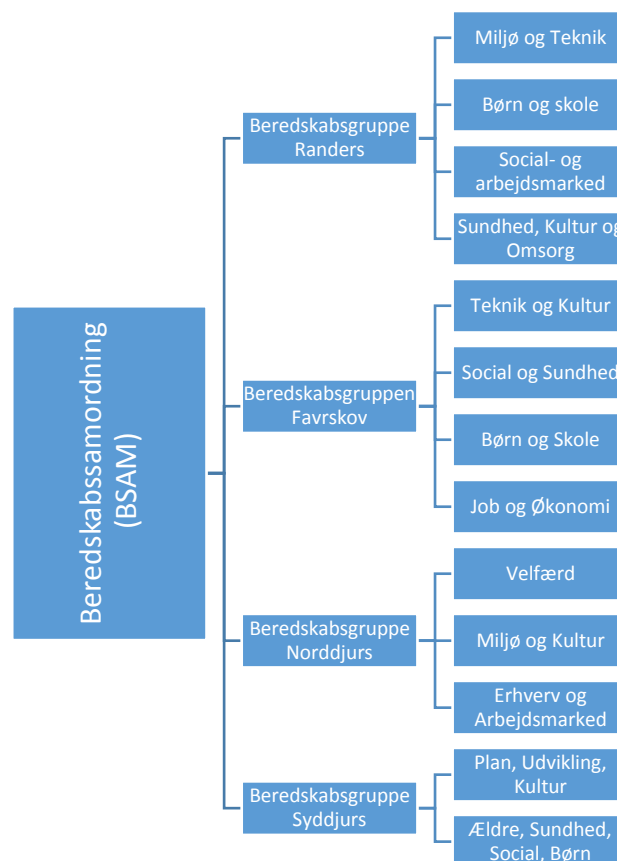 Beredskabssamordning
(BSAM)
Beredskabsgruppe
Randers
Miljø og Teknik
Børn og skole
Social- og
arbejdsmarked
Sundhed, Kultur og
Omsorg
Beredskabsgruppen
Favrskov
Teknik og Kultur
Social og Sundhed
Børn og Skole
Job og Økonomi
Beredskabsgruppe
Norddjurs
Velfærd
Miljø og Kultur
Erhverv og
Arbejdsmarked
Beredskabsgruppe
Syddjurs
Plan, Udvikling,
Kultur
Ældre, Sundhed,
Social, Børn